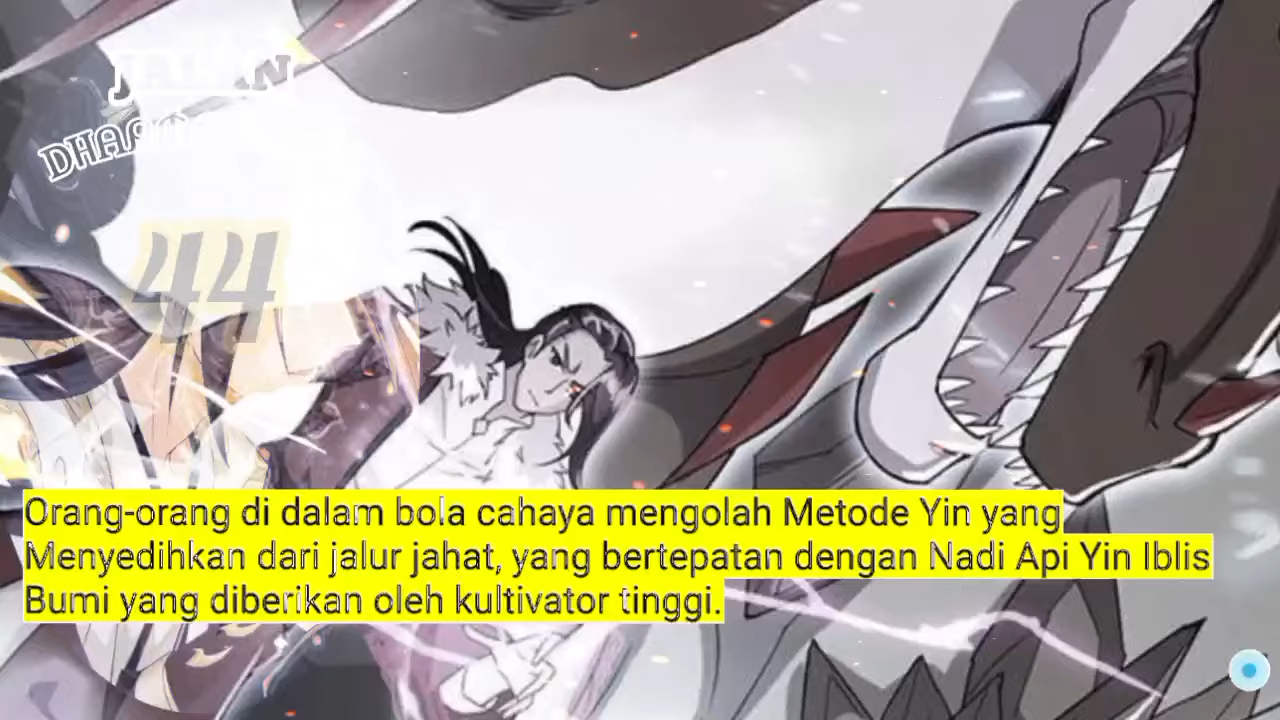 JALAN
44
Orang-orang di dalam bola cahaya mengolah Metode Yin yang
Menyedihkan dari jalur jahat, yang bertepatan dengan Nadi Api Yin Iblis
Bumi yang diberikan oleh kultivator tinggi.